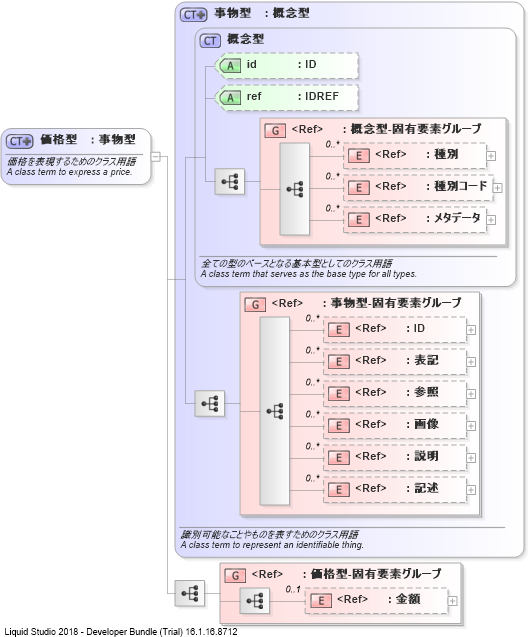 CT 事物型 : 概念型
CT 概念型
A id : ID
A ref : IDREF
G <Ref> : 概念型-固有要素グループ
0..*
E <Ref> : 種別
0..*
E <Ref> : 種別コード
0..*
E <Ref> : メタデータ
全ての型のベースとなる基本型としてのクラス用語
A class term that serves as the base type for all types.
CT 価格型 : 事物型
価格を表現するためのクラス用語
A class term to express a price.
G <Ref> : 事物型-固有要素グループ
0..*
E <Ref> : ID
0..*
E <Ref> : 表記
0..*
E <Ref> : 参照
0..*
E <Ref> : 画像
0..*
E <Ref> : 説明
0..*
E <Ref> : 記述
識別可能なことやものを表すためのクラス用語
A class term to represent an identifiable thing.
G <Ref> : 価格型-固有要素グループ
0..1
E <Ref> : 金額
Liquid Studio 2018 - Developer Bundle (Trial) 16.1.16.8712